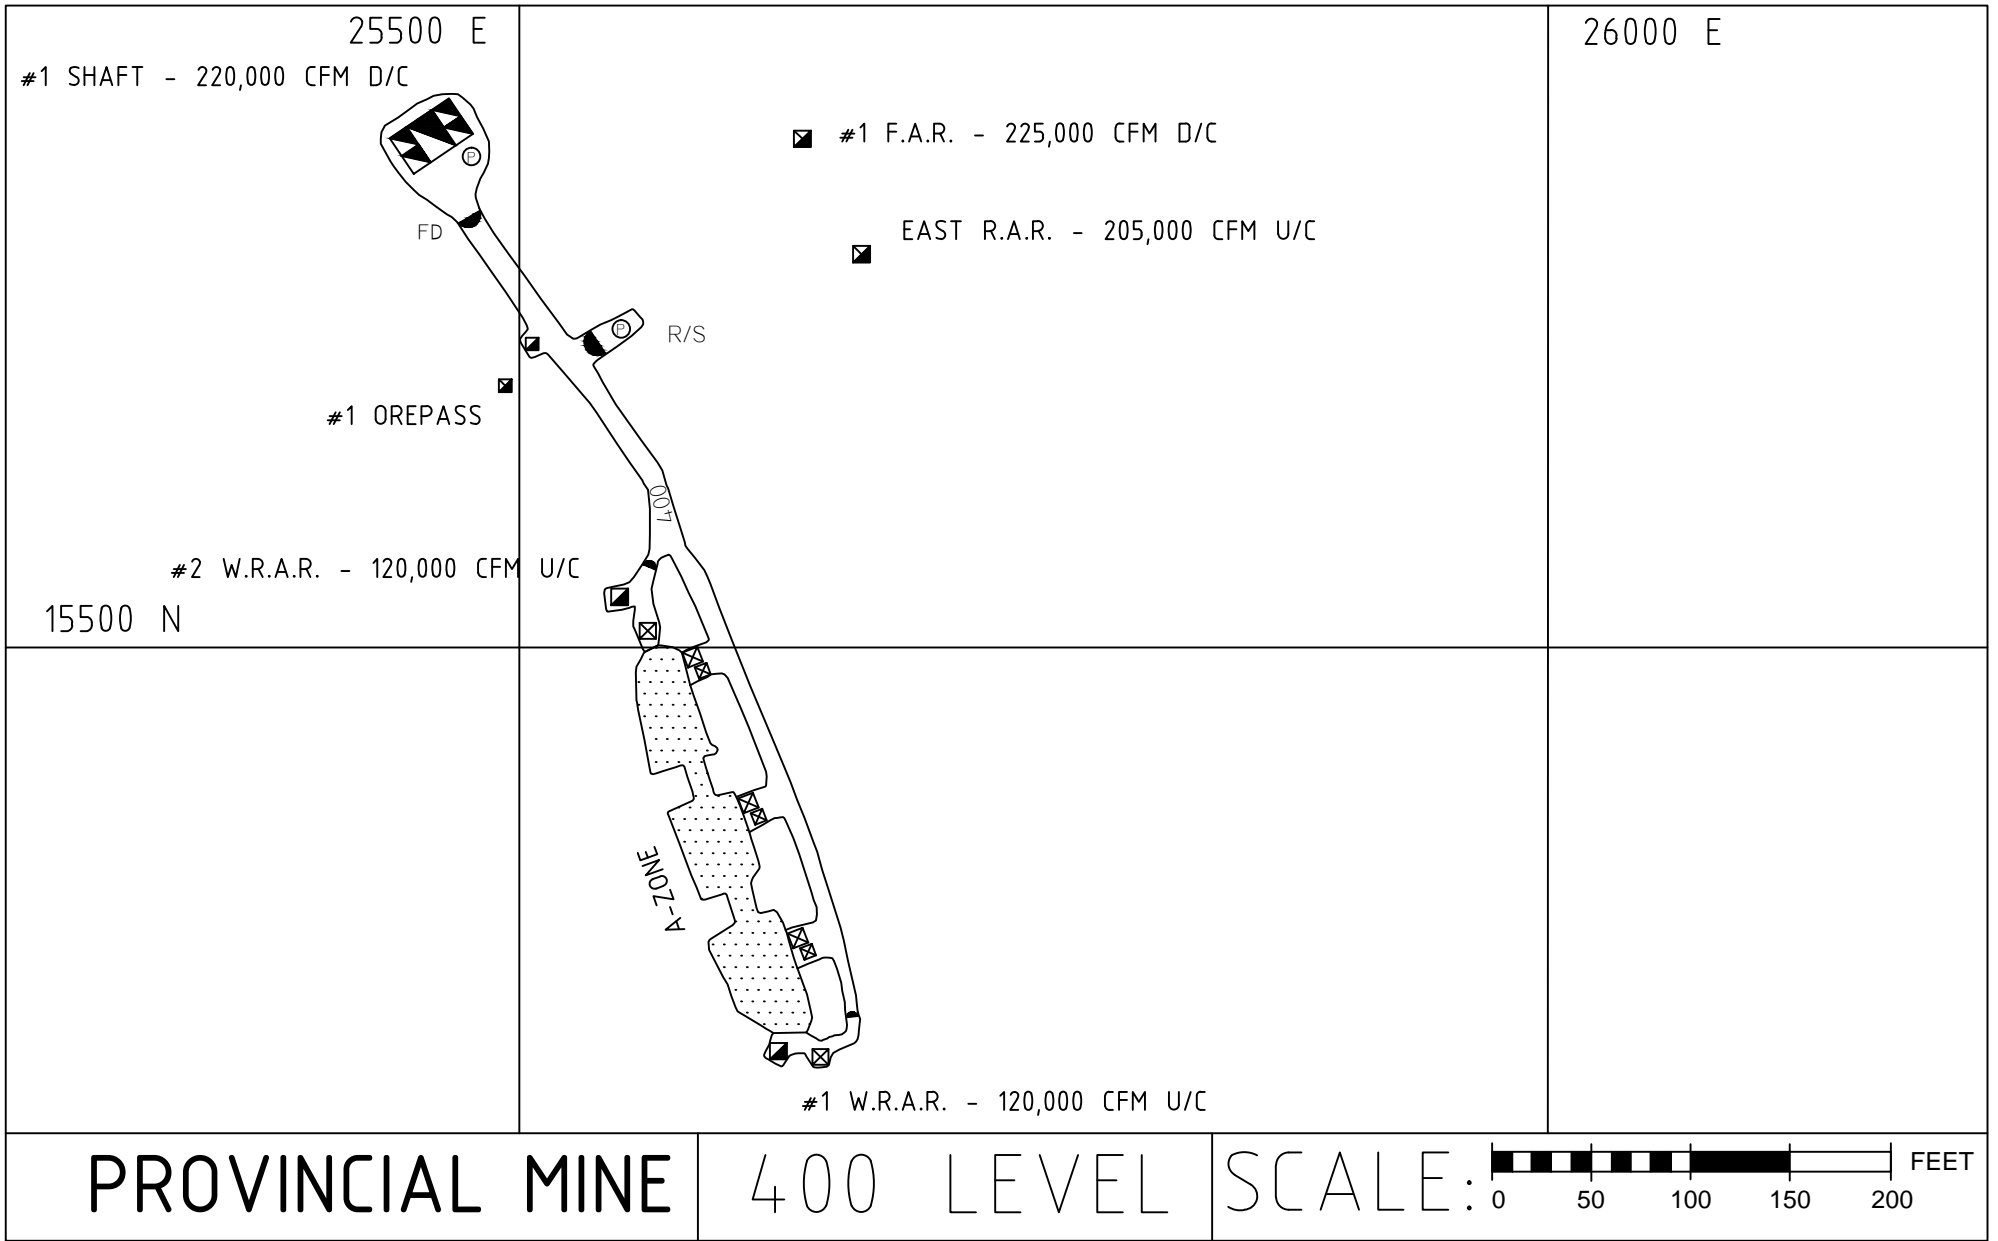 25500 E
26000 E
#1 SHAFT - 220,000 CFM D/C
#1 F.A.R. - 225,000 CFM D/C
P
FD
EAST R.A.R. - 205,000 CFM U/C
P
R/S
#1 OREPASS
400
#2 W.R.A.R. - 120,000 CFM U/C
15500 N
A-ZONE
#1 W.R.A.R. - 120,000 CFM U/C
PROVINCIAL MINE
400 LEVEL
SCALE:
0 50 100 150 200
FEET